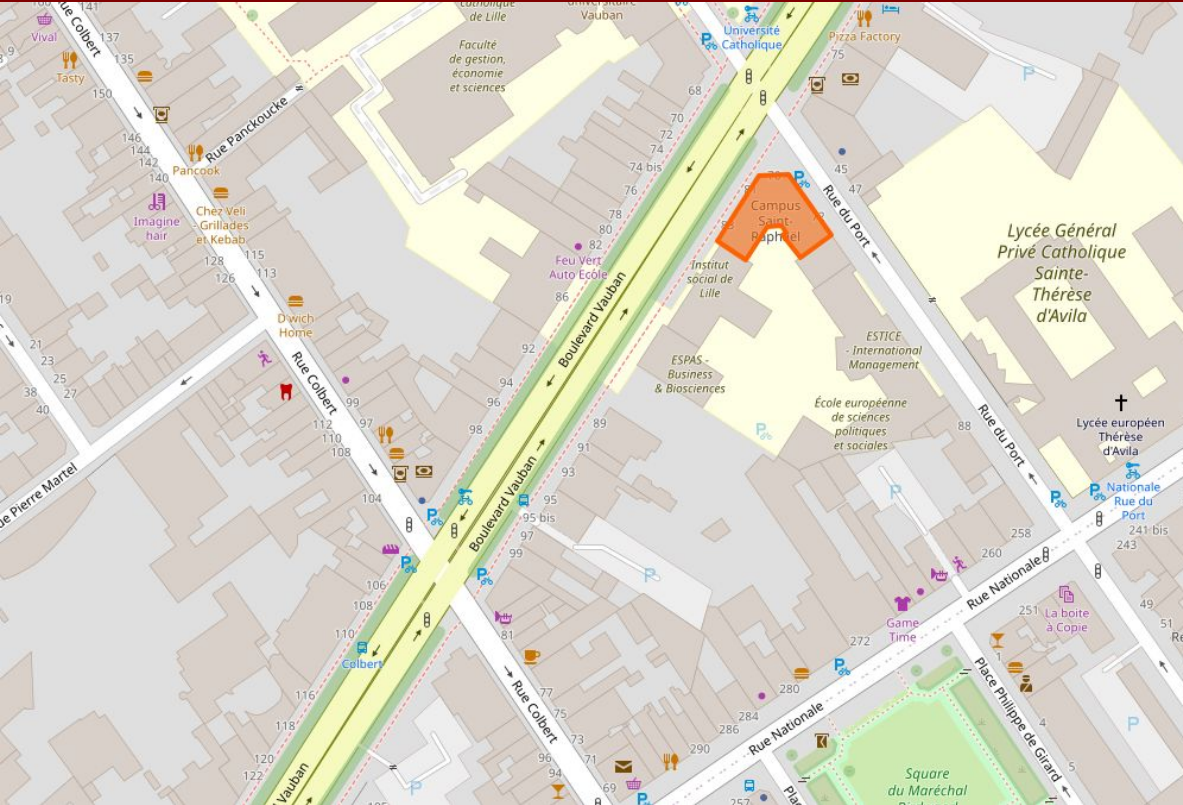 100
141
Rue Colbert
Vival
9
137
Tasty
135
150
146
144
142
140
Rue Panckoucke
Pancook
Imagine
hair
Chez Veli
- Grillades
et Kebab
115
113
128
126
D'wich
Home
Catholique
de Lille
Universitaire
Vauban
Faculté
de gestion,
économie
et sciences
Université
Catholique
Pizza Factory
75
P
68
70
72
74
74 bis
76
78
80
82
Feu Vert
Auto École
86
92
94
98
Boulevard Vauban
Campus
Saint-
Raphaël
Institut
social de
Lille
45
47
Rue du Port
Lycée Général
Privé Catholique
Sainte-
Thérèse
d'Avila
ESPAS -
Business
& Biosciences
ESTICE
- International
Management
École européenne
de sciences
politiques
et sociales
P
P
88
Rue du Port
Lycée européen
Thérèse
d'Avila
Nationale
Rue du
Port
241 bis
243
19
21
23
25
27
38
40
Rue Pierre Martel
Rue Colbert
99
97
112
110
108
104
89
91
93
95
95 bis
97
99
Boulevard Vauban
P
106
108
110
Colbert
116
118
120
122
Vauban
81
77
75
73
71
69
96
94
Rue Colbert
P
258
260
Rue Nationale
251
La boite
à Copie
49
51
Game
Time
272
280
284
286
290
Rue Nationale
257
1
4
5
Place Philippe de Girard
P
Square
du Maréchal